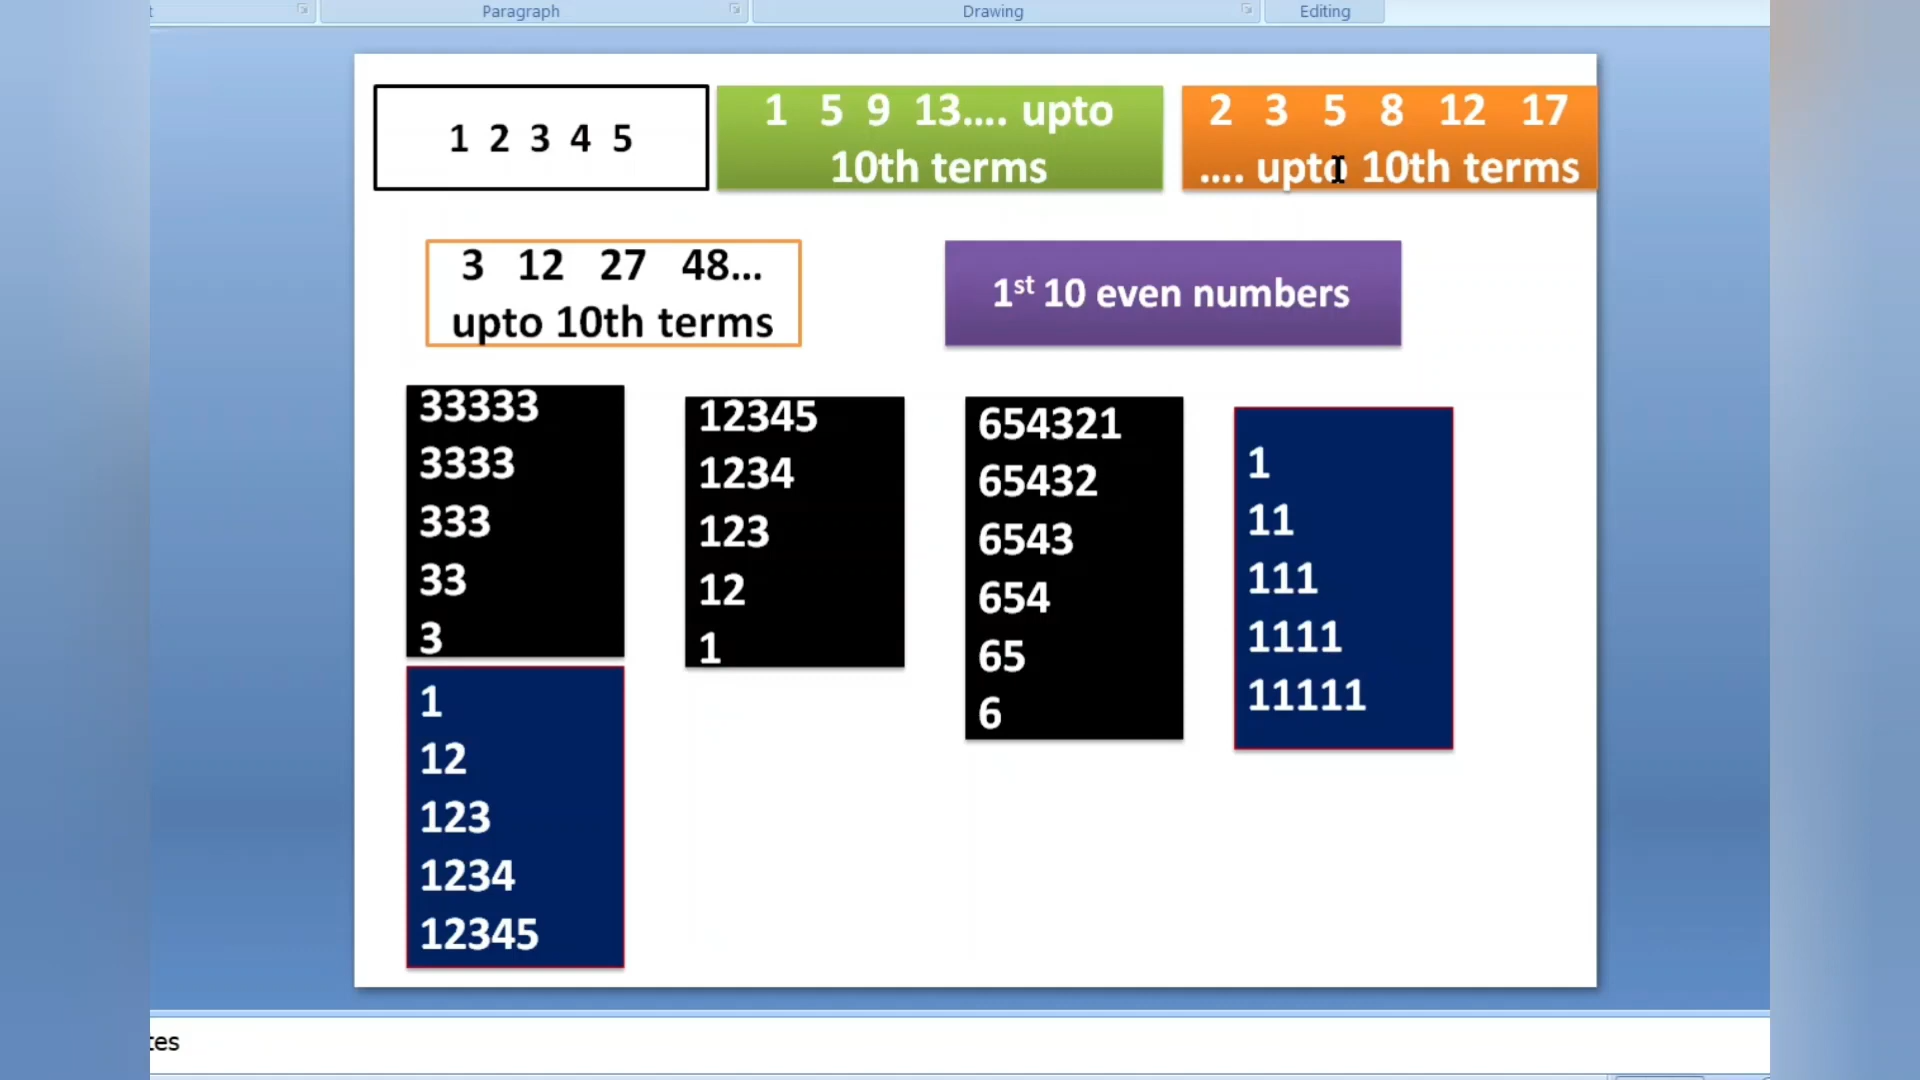 Paragraph
Drawing
Editing
1 2 3 4 5
1 5 9 13.... upto
10th terms
2 3 5 8 12 17
.... upto 10th terms
3 12 27 48...
upto 10th terms
1st 10 even numbers
33333
3333
333
33
3
12345
1234
123
12
1
654321
65432
6543
654
65
6
1
11
111
1111
11111
1
12
123
1234
12345